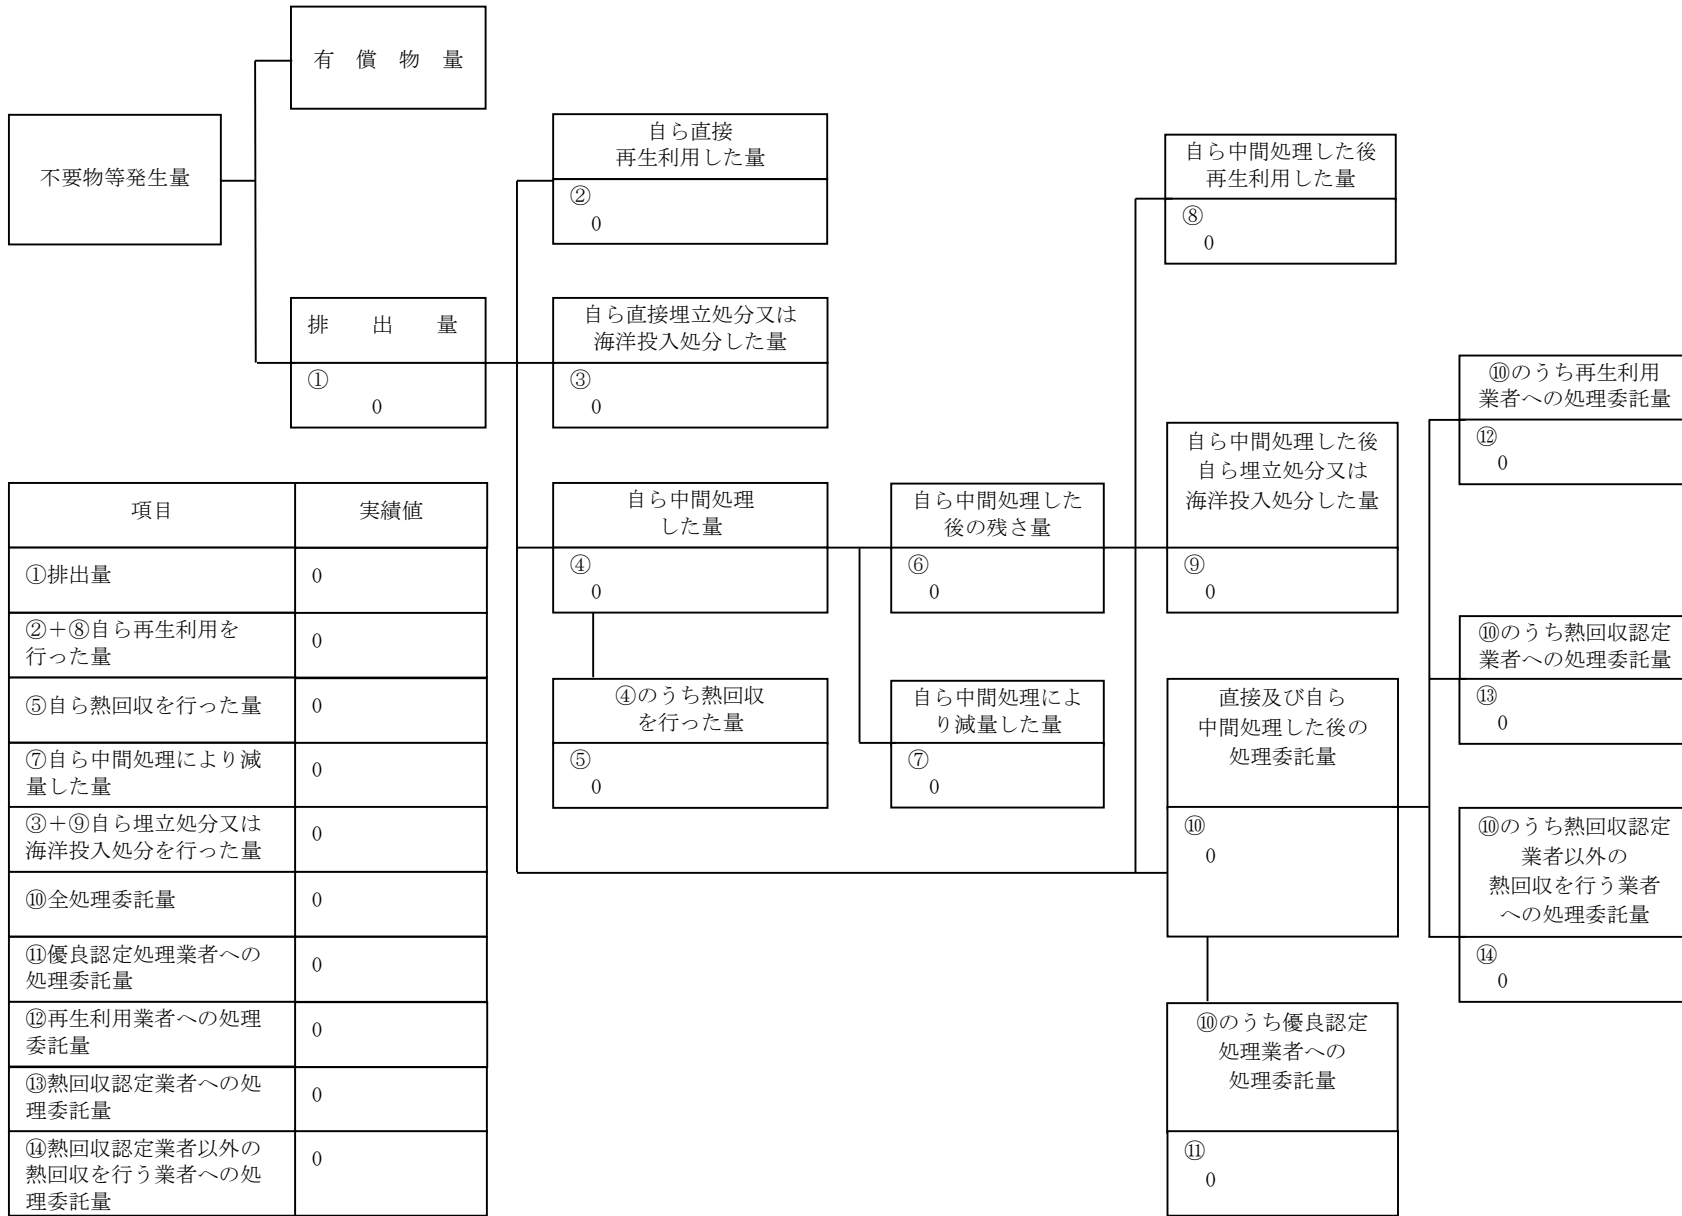 有　償　物　量
不要物等発生量
排　出　量
①
0
自ら直接
再生利用した量
②
0
自ら直接埋立処分又は
海洋投入処分した量
③
0
自ら中間処理
した量
④
0
④のうち熱回収
を行った量
⑤
0
自ら中間処理した
後の残さ量
⑥
0
自ら中間処理によ
り減量した量
⑦
0
自ら中間処理した後
再生利用した量
⑧
0
自ら中間処理した後
自ら埋立処分又は
海洋投入処分した量
⑨
0
直接及び自ら
中間処理した後の
処理委託量
⑩
0
⑩のうち優良認定
処理業者への
処理委託量
⑪
0
⑩のうち再生利用
業者への処理委託量
⑫
0
⑩のうち熱回収認定
業者への処理委託量
⑬
0
⑩のうち熱回収認定
業者以外の
熱回収を行う業者
への処理委託量
⑭
0
項目　実績値
①排出量　0
②＋⑧自ら再生利用を
行った量　0
⑤自ら熱回収を行った量　0
⑦自ら中間処理により減
量した量　0
③＋⑨自ら埋立処分又は
海洋投入処分を行った量　0
⑩全処理委託量　0
⑪優良認定処理業者への
処理委託量　0
⑫再生利用業者への処理
委託量　0
⑬熱回収認定業者への処
理委託量　0
⑭熱回収認定業者以外の
熱回収を行う業者への処
理委託量　0